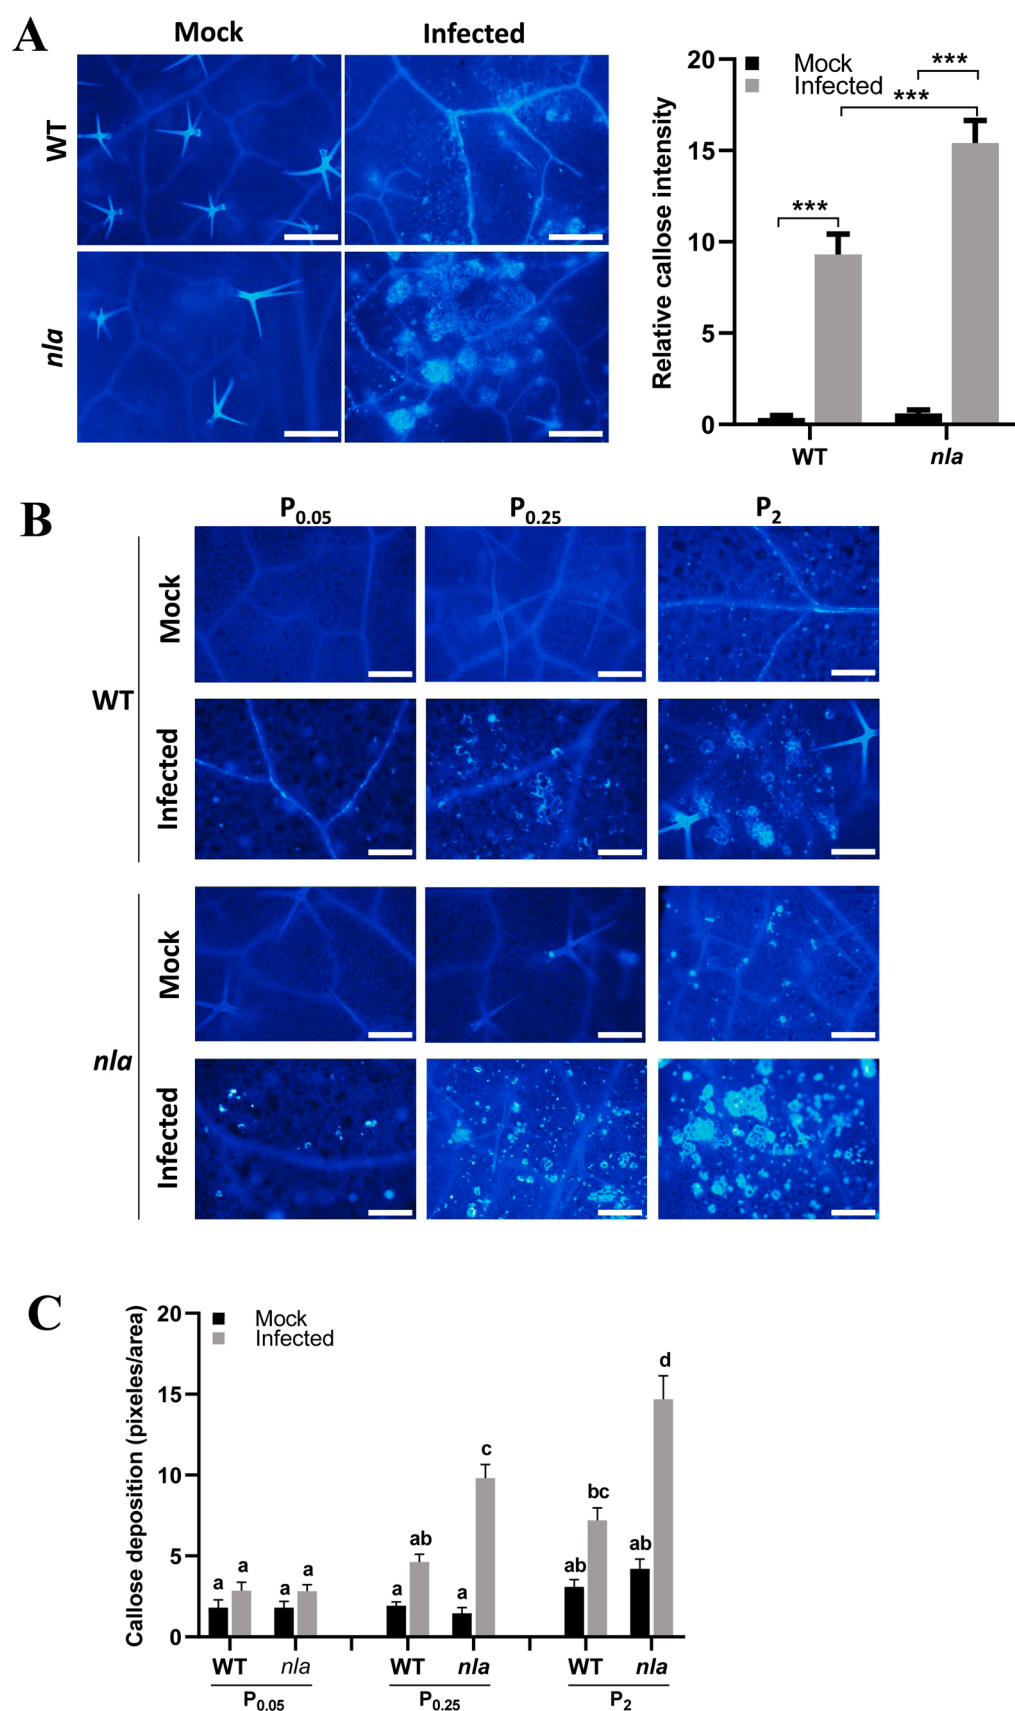 A
Mock
Infected
WT
nla
Relative callose intensity
20
15
10
5
0
Mock
Infected
***
***
***
WT
nla
B
P0.05
P0.25
P2
WT
Mock
Infected
nla
Mock
Infected
C
Callose deposition (pixeles/area)
20
15
10
5
0
Mock
Infected
a
a
a
a
a
ab
a
c
ab
bc
ab
d
WT
nla
WT
nla
WT
nla
P0.05
P0.25
P2